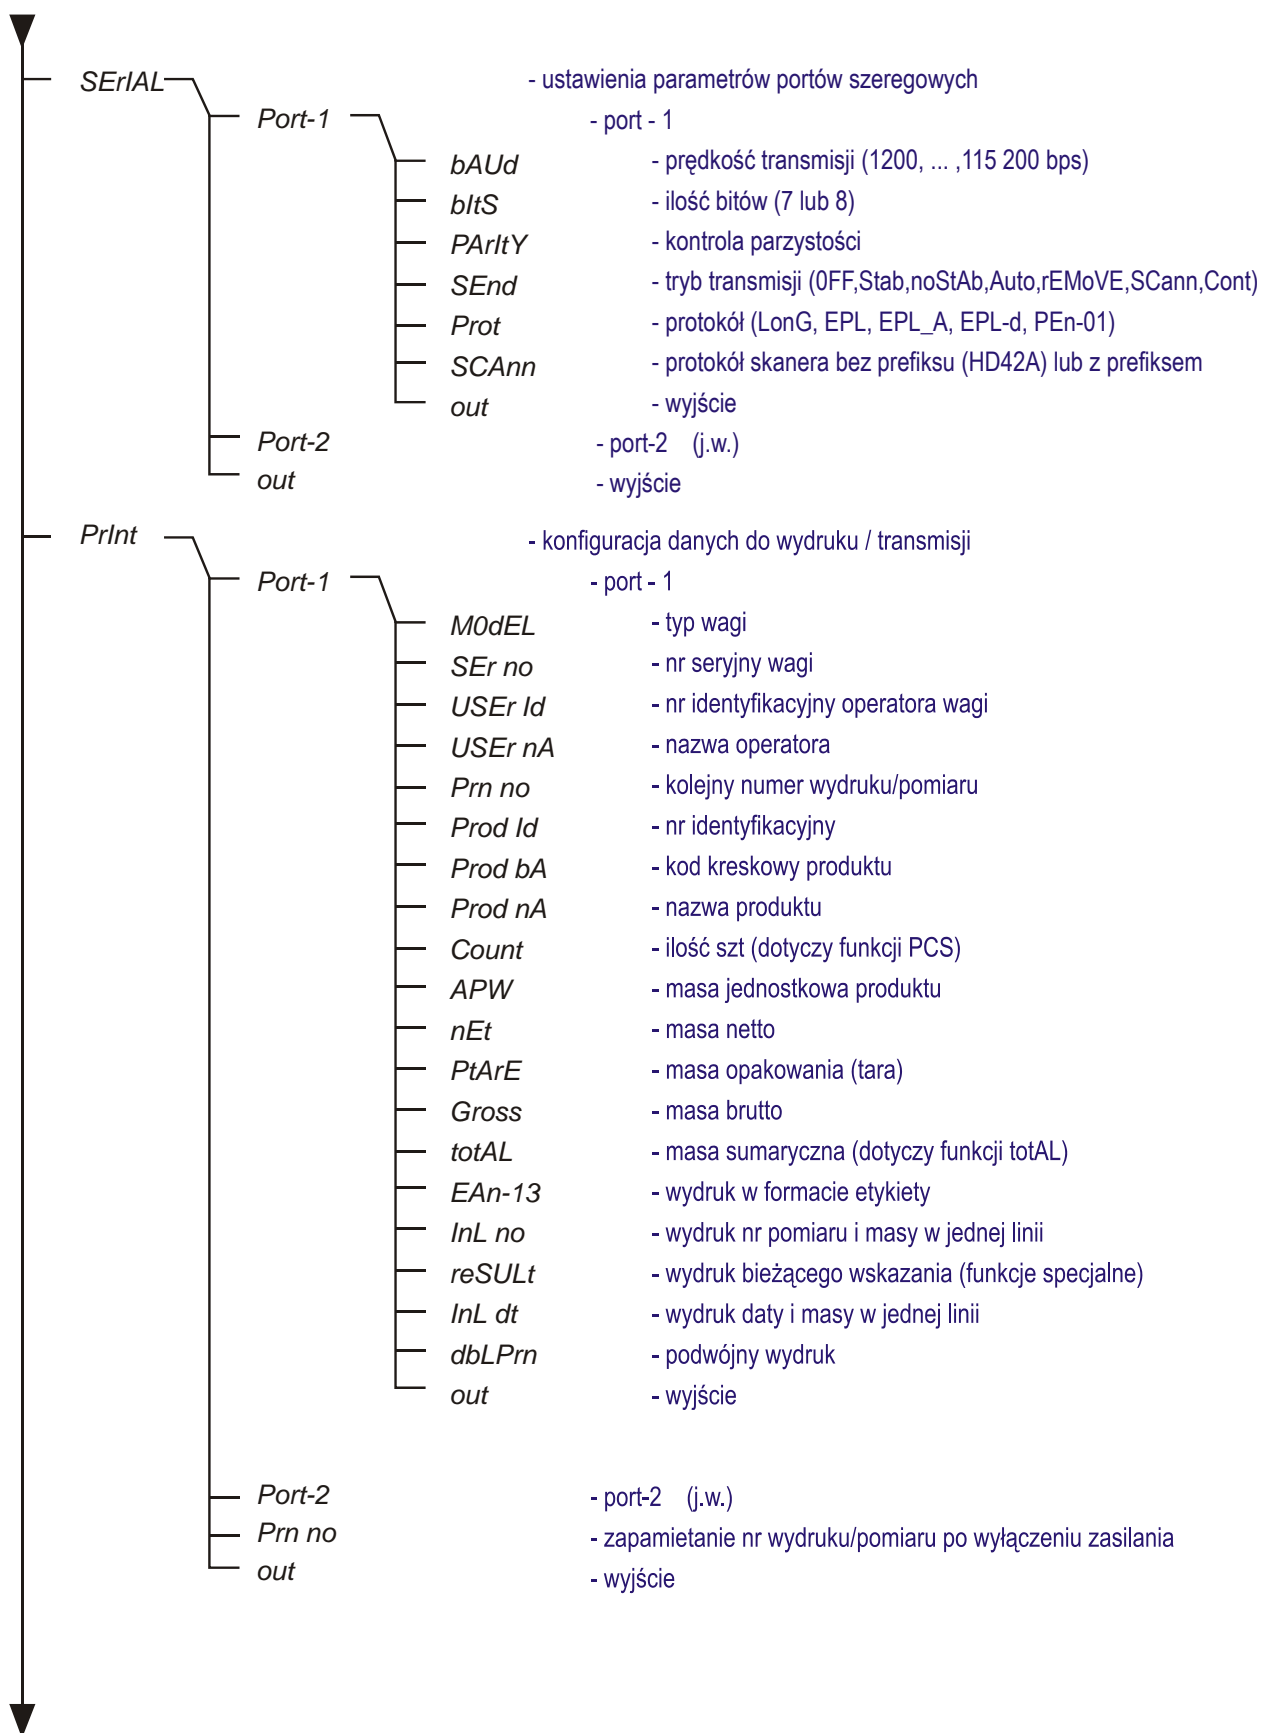 SErIAL - ustawienia parametrów portów szeregowych
Port-1 - port - 1
bAUd - prędkość transmisji (1200, ... ,115 200 bps)
bItS - ilość bitów (7 lub 8)
PArItY - kontrola parzystości
SEnd - tryb transmisji (0FF,Stab,noStAb,Auto,rEMoVE,SCann,Cont)
Prot - protokół (LonG, EPL, EPL_A, EPL-d, PEn-01)
SCAnn - protokół skanera bez prefiksu (HD42A) lub z prefiksem
out - wyjście
Port-2 - port-2 (j.w.)
out - wyjście
PrInt - konfiguracja danych do wydruku / transmisji
Port-1 - port - 1
M0dEL - typ wagi
SEr no - nr seryjny wagi
USEr Id - nr identyfikacyjny operatora wagi
USEr nA - nazwa operatora
Prn no - kolejny numer wydruku/pomiaru
Prod Id - nr identyfikacyjny
Prod bA - kod kreskowy produktu
Prod nA - nazwa produktu
Count - ilość szt (dotyczy funkcji PCS)
APW - masa jednostkowa produktu
nEt - masa netto
PtArE - masa opakowania (tara)
Gross - masa brutto
totAL - masa sumaryczna (dotyczy funkcji totAL)
EAn-13 - wydruk w formacie etykiety
InL no - wydruk nr pomiaru i masy w jednej linii
reSULt - wydruk bieżącego wskazania (funkcje specjalne)
InL dt - wydruk daty i masy w jednej linii
dbLPrn - podwójny wydruk
out - wyjście
Port-2 - port-2 (j.w.)
Prn no - zapamietanie nr wydruku/pomiaru po wyłączeniu zasilania
out - wyjście